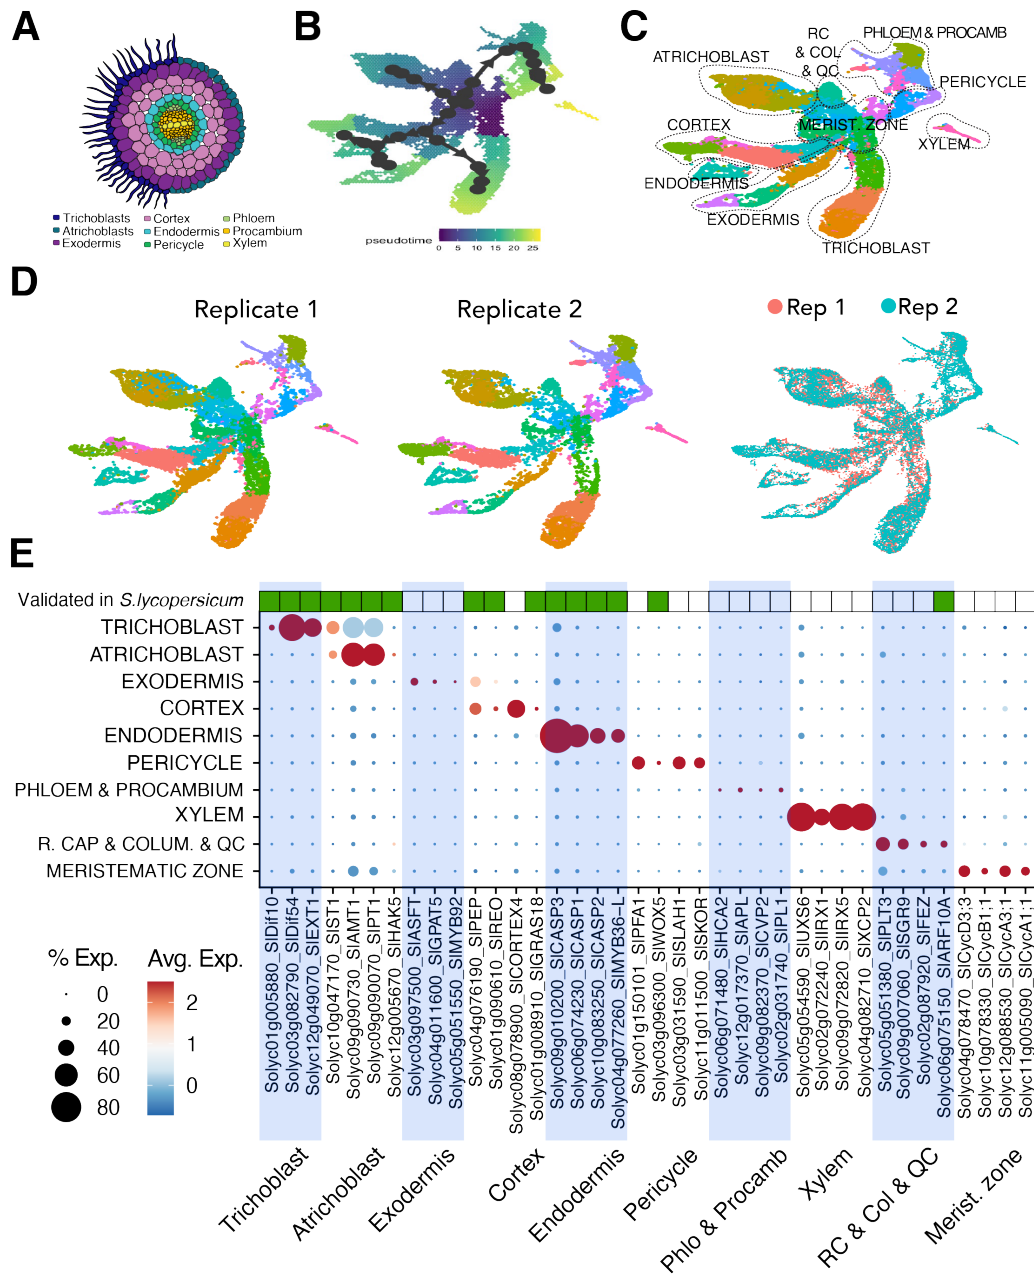 A
Trichoblasts
Atrichoblasts
Exodermis
Cortex
Endodermis
Pericycle
Phloem
Procambium
Xylem
B
pseudotime
0 5 10 15 20 25
C
ATRICHOBLAST
RC
& COL
& QC
PHLOEM & PROCAMB
PERICYCLE
CORTEX
MERIST. ZONE
XYLEM
ENDODERMIS
EXODERMIS
TRICHOBLAST
D
Replicate 1
Replicate 2
Rep 1
Rep 2
E
Validated in S.lycopersicum
TRICHOBLAST
ATRICHOBLAST
EXODERMIS
CORTEX
ENDODERMIS
PERICYCLE
PHLOEM & PROCAMBIUM
XYLEM
R. CAP & COLUM. & QC
MERISTEMATIC ZONE
% Exp.
0
20
40
60
80
Avg. Exp.
2
1
0
Solyc01g005880_SlDif10
Solyc03g082790_SlDif54
Solyc12g049070_SlEXT1
Solyc10g047170_SlST1
Solyc09g090730_SlAMT1
Solyc09g09070_SlPT1
Solyc12g005670_SlHAK5
Solyc03g097500_SlASFT
Solyc04g011600_SlGPAT5
Solyc05g051550_SlMYB92
Solyc04g076190_SlPEP
Solyc01g090610_SlREO
Solyc08g078900_SlCORTEX4
Solyc01g008910_SlGRAS18
Solyc09g010200_SlCASP3
Solyc06g074230_SlCASP1
Solyc10g083250_SlCASP2
Solyc04g077260_SlMYB36-L
Solyc01g150101_SlPFA1
Solyc03g096300_SlWOX5
Solyc03g031590_SlSLAH1
Solyc11g011500_SlSKOR
Solyc06g071480_SlHCA2
Solyc12g017370_SlAPL
Solyc09g082370_SlCVP2
Solyc02g031740_SlPL1
Solyc05g054590_SlUXS6
Solyc02g072240_SlIRX1
Solyc09g072820_SlIRX5
Solyc04g082710_SlXCP2
Solyc05g051380_SlPLT3
Solyc09g007060_SlSGR9
Solyc02g087920_SlFEZ
Solyc06g075150_SlARF10A
Solyc04g078470_SlCycD3;3
Solyc10g078330_SlCycB1;;1
Solyc12g088530_SlCycA3;1
Solyc11g005090_SlCycA1;;1
Trichoblast
Atrichoblast
Exodermis
Cortex
Endodermis
Pericycle
Phlo & Procamb
Xylem
RC & Col & QC
Merist. zone